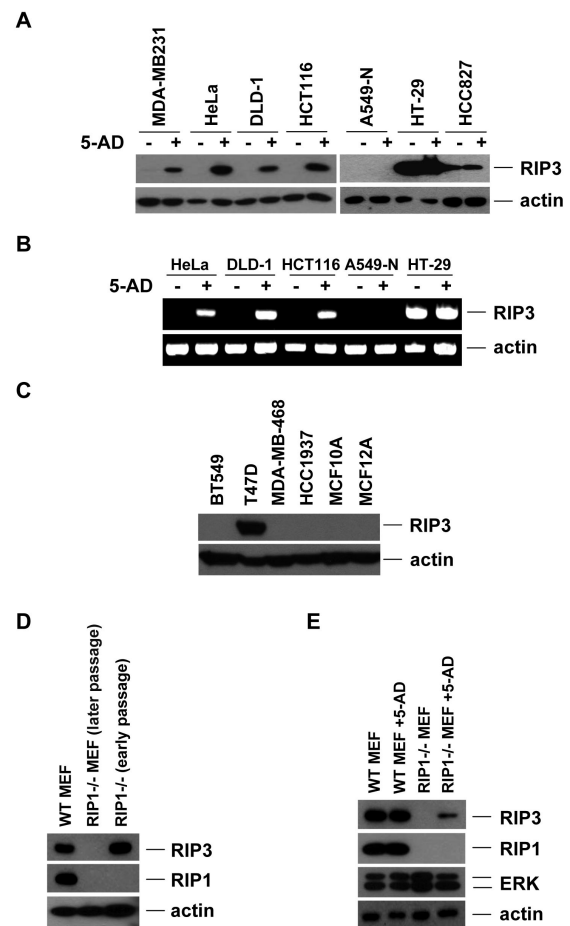 A
MDA-MB231 HeLa DLD-1 HCT116 A549-N HT-29 HCC827
5-AD - + - + - + - + - + - + - +
RIP3
actin
B
HeLa DLD-1 HCT116 A549-N HT-29
5-AD - + - + - + - + - +
RIP3
actin
C
BT549 T47D MDA-MB-468 HCC1937 MCF10A MCF12A
RIP3
actin
D
WT MEF RIP1-/- MEF (later passage) RIP1-/- (early passage)
RIP3
RIP1
actin
E
WT MEF WT MEF +5-AD RIP1-/- MEF RIP1-/- MEF +5-AD
RIP3
RIP1
ERK
actin